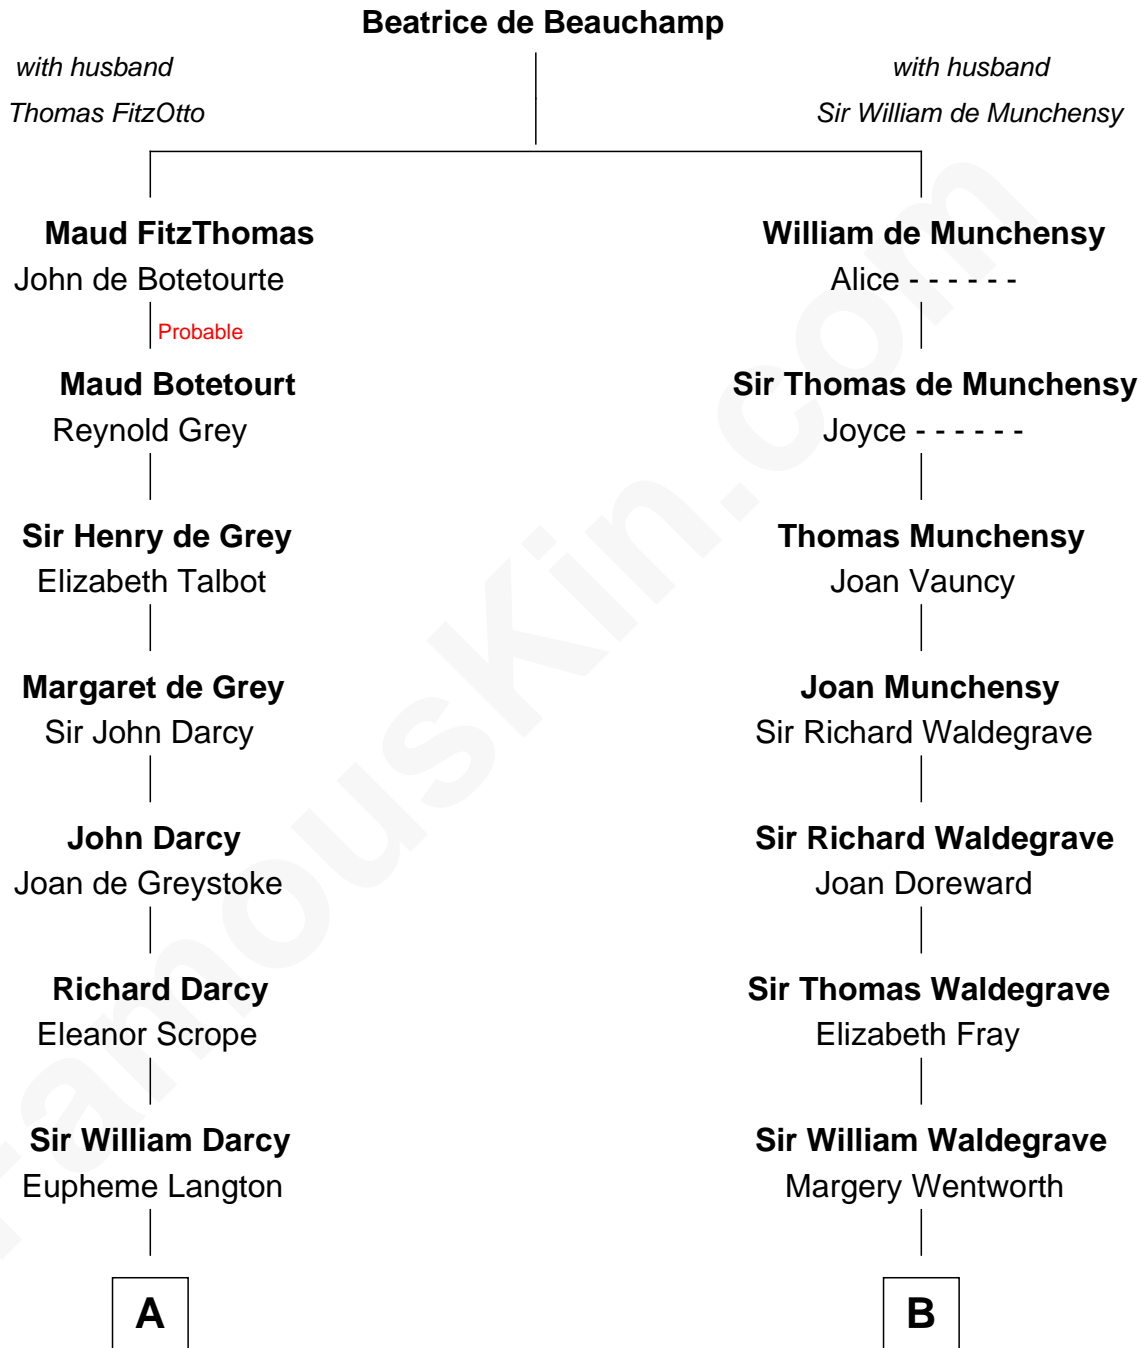 Beatrice de Beauchamp
with husband
Thomas FitzOtto
with husband
Sir William de Munchensy
Maud FitzThomas
John de Botetourte
Probable
Maud Botetourt
Reynold Grey
Sir Henry de Grey
Elizabeth Talbot
Margaret de Grey
Sir John Darcy
John Darcy
Joan de Greystoke
Richard Darcy
Eleanor Scrope
Sir William Darcy
Eupheme Langton
A
William de Munchensy
Alice - - - - - -
Sir Thomas de Munchensy
Joyce - - - - - -
Thomas Munchensy
Joan Vauncy
Joan Munchensy
Sir Richard Waldegrave
Sir Richard Waldegrave
Joan Doreward
Sir Thomas Waldegrave
Elizabeth Fray
Sir William Waldegrave
Margery Wentworth
B
FamousKin.com